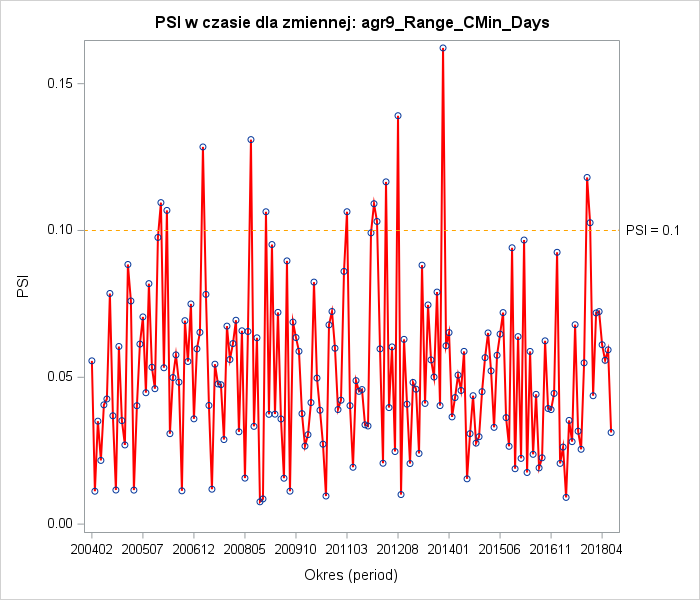 PSI w czasie dla zmiennej: agr9_Range_CMin_Days
0.15
0.10
0.05
0.00
PSI
PSI = 0.1
200402 200507 200612 200805 200910 201103 201208 201401 201506 201611 201804
Okres (period)